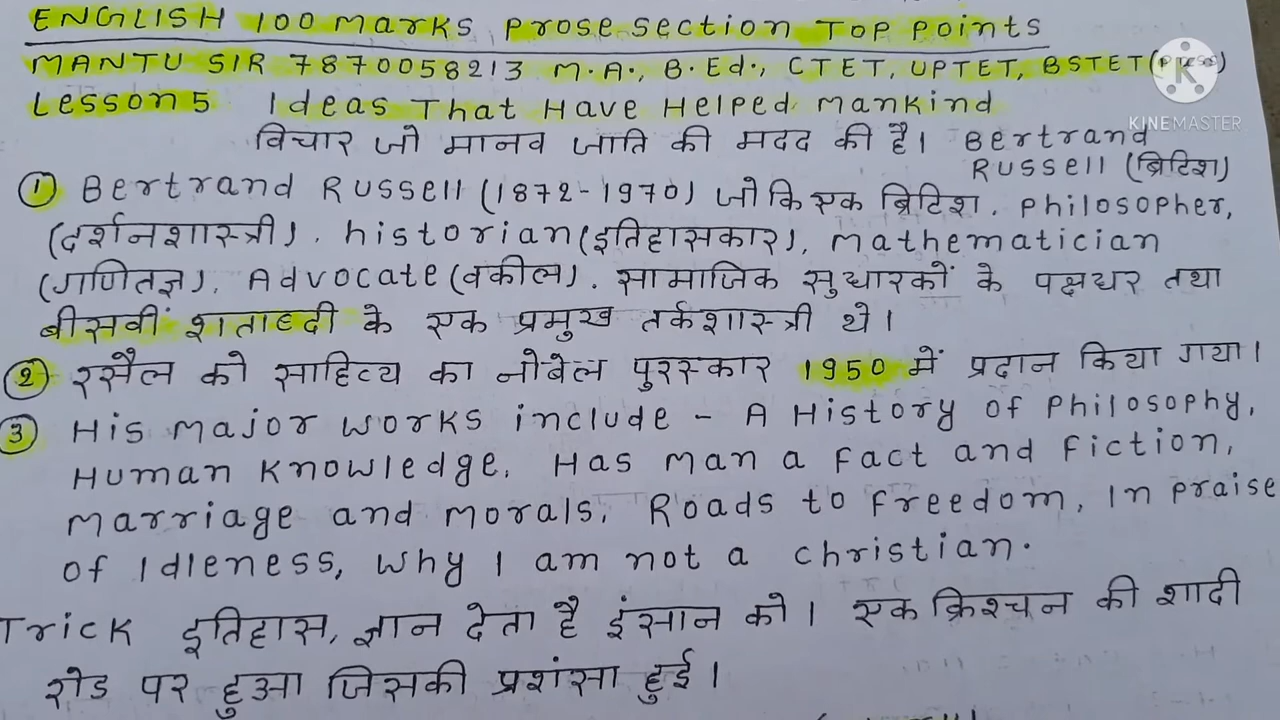 ENGLISH 100 Marks Prose section Top Points
MANTU SIR 7870058213 M.A., B.Ed., CTET, UPTET, BSTET
KINEMASTER
Lesson 5 Ideas That Have Helped Mankind
विचार जो मानव जाति की मदद की है। Bertrand
Russell (ब्रिटिश)
① Bertrand Russell (1872-1970) जो कि एक ब्रिटिश, Philosopher,
(दर्शनशास्त्री), historian (इतिहासकार), Mathematician
(गणितज्ञ), Advocate (वकील), सामाजिक सुधारकों के पक्षधर तथा
बीसवीं शताब्दी के एक प्रमुख तर्कशास्त्री थे।
② रसैल को साहित्य का नोबेल पुरस्कार 1950 में प्रदान किया गया।
③ His major works include - A History of Philosophy,
Human Knowledge, Has man a fact and fiction,
Marriage and Morals, Roads to freedom, In praise
of Idleness, Why I am not a christian.
Trick इतिहास, ज्ञान देता है इंसान को। एक क्रिश्चन की शादी
रोड पर हुआ जिसकी प्रशंसा हुई।